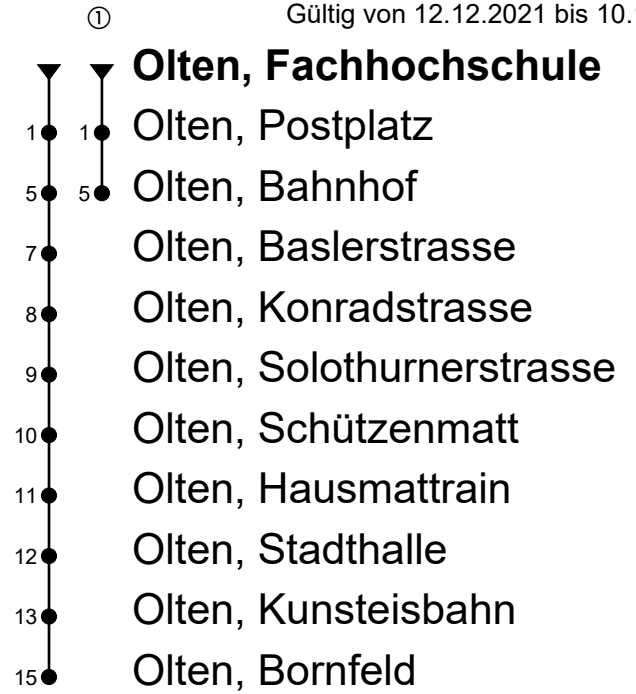 ① Gültig von 12.12.2021 bis 10.
Olten, Fachhochschule
1 1 Olten, Postplatz
5 5 Olten, Bahnhof
7 Olten, Baslerstrasse
8 Olten, Konradstrasse
9 Olten, Solothurnerstrasse
10 Olten, Schützenmatt
11 Olten, Hausmattrain
12 Olten, Stadthalle
13 Olten, Kunsteisbahn
15 Olten, Bornfeld